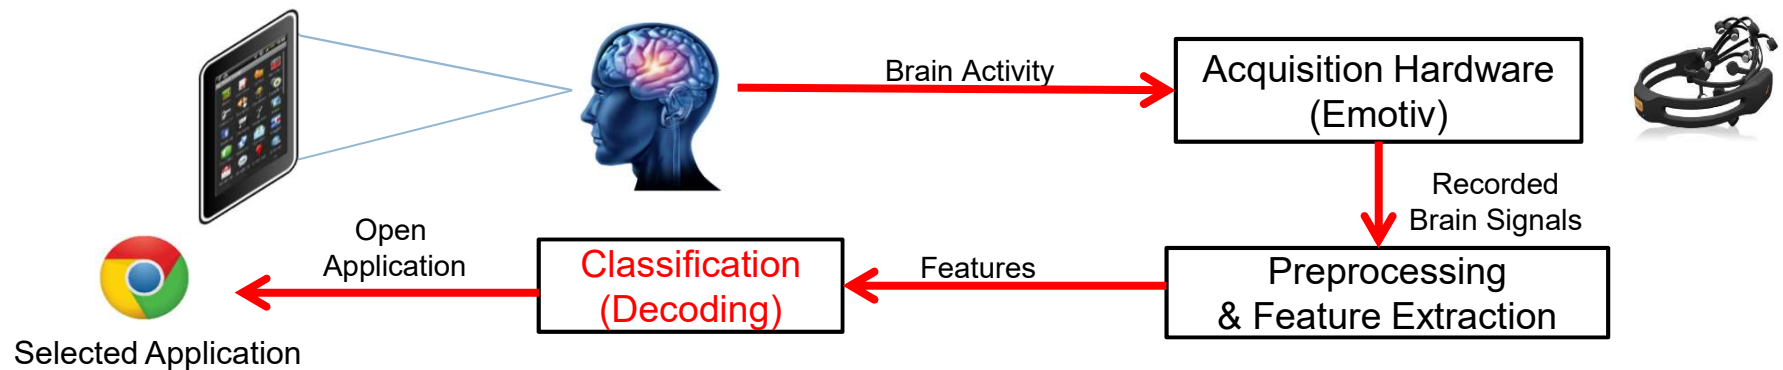 Brain Activity
Acquisition Hardware
(Emotiv)
Recorded
Brain Signals
Preprocessing
& Feature Extraction
Features
Classification
(Decoding)
Open
Application
Selected Application